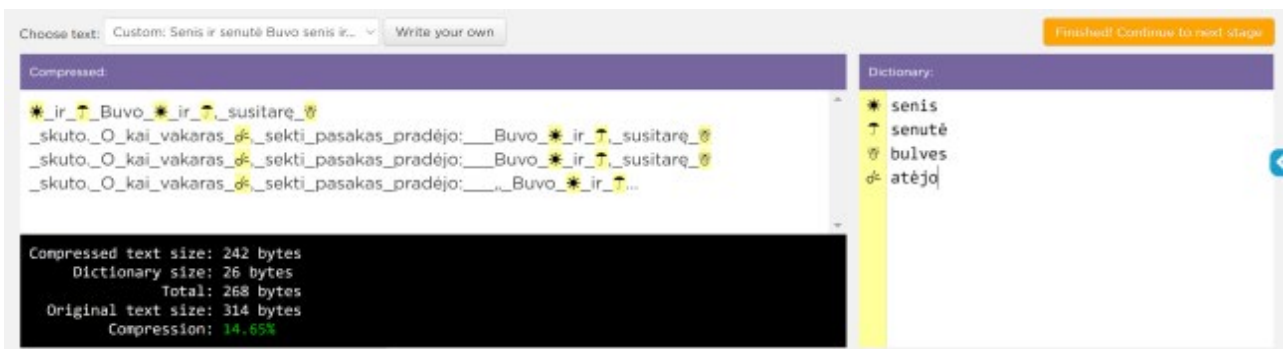 Choose text: Custom: Senis ir senutė Buvo senis ir... Write your own Finished! Continue to next stage
Compressed:
☀_ir_☂_Buvo_☀_ir_☂,_susitarę_☃
_skuto._O_kai_vakaras_☌,_sekti_pasakas_pradėjo:___Buvo_☀_ir_☂,_susitarę_☃
_skuto._O_kai_vakaras_☌,_sekti_pasakas_pradėjo:___Buvo_☀_ir_☂,_susitarę_☃
_skuto._O_kai_vakaras_☌,_sekti_pasakas_pradėjo:___,,_Buvo_☀_ir_☂...
Compressed text size: 242 bytes
Dictionary size: 26 bytes
Total: 268 bytes
Original text size: 314 bytes
Compression: 14.65%
Dictionary:
☀ senis
☂ senutė
☃ bulves
☌ atėjo